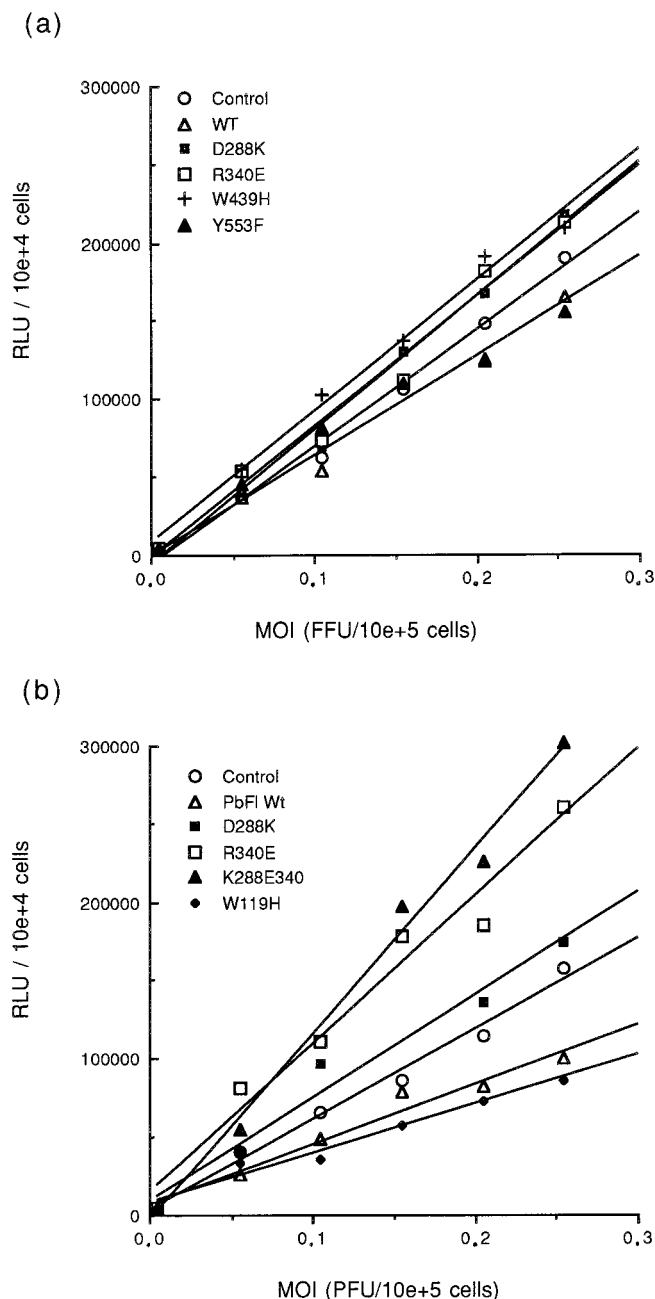 (a)
300000
200000
100000
0
RLU / 10e+4 cells
Control
WT
D288K
R340E
W439H
Y553F
0.0
0.1
0.2
0.3
MOI (FFU/10e+5 cells)
(b)
300000
200000
100000
0
RLU / 10e+4 cells
Control
PbFl Wt
D288K
R340E
K288E340
W119H
0.0
0.1
0.2
0.3
MOI (PFU/10e+5 cells)